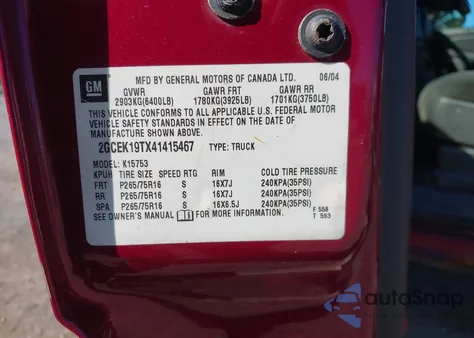 GM
MFD BY GENERAL MOTORS OF CANADA LTD. 06/04
GVWR GAWR FRT GAWR RR
2903KG(6400LB) 1780KG(3925LB) 1701KG(3750LB)
THIS VEHICLE CONFORMS TO ALL APPLICABLE U.S. FEDERAL MOTOR
VEHICLE SAFETY STANDARDS IN EFFECT ON THE DATE OF
MANUFACTURE SHOWN ABOVE.
2GCEK19TX41415467 TYPE: TRUCK
MODEL: K15753
KPUH TIRE SIZE SPEED RTG RIM COLD TIRE PRESSURE
FRT P265/75R16 S 16X7J 240KPA(35PSI)
RR P265/75R16 S 16X7J 240KPA(35PSI)
SPA P265/75R16 S 16X6.5J 240KPA(35PSI)
SEE OWNER'S MANUAL FOR MORE INFORMATION.
F 558
T 593
autoSnap